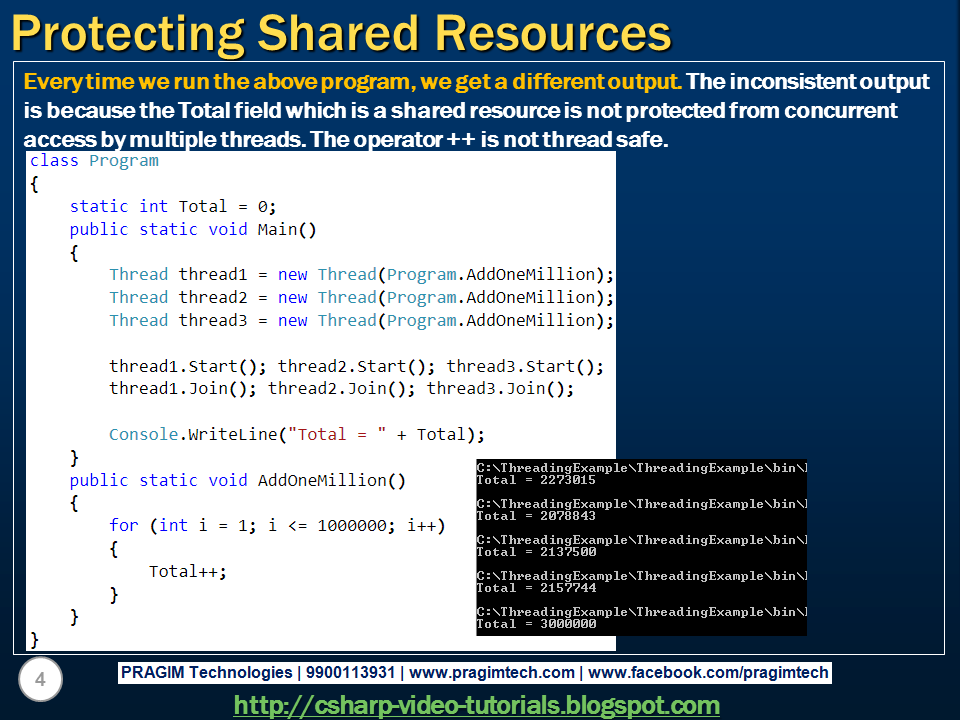 Protecting Shared Resources
Every time we run the above program, we get a different output. The inconsistent output
is because the Total field which is a shared resource is not protected from concurrent
access by multiple threads. The operator ++ is not thread safe.
class Program
{
    static int Total = 0;
    public static void Main()
    {
        Thread thread1 = new Thread(Program.AddOneMillion);
        Thread thread2 = new Thread(Program.AddOneMillion);
        Thread thread3 = new Thread(Program.AddOneMillion);
        thread1.Start(); thread2.Start(); thread3.Start();
        thread1.Join(); thread2.Join(); thread3.Join();
        Console.WriteLine("Total = " + Total);
    }
    public static void AddOneMillion()
    {
        for (int i = 1; i <= 1000000; i++)
        {
            Total++;
        }
    }
}
C:\ThreadingExample\ThreadingExample\bin\
Total = 2273015
C:\ThreadingExample\ThreadingExample\bin\
Total = 2078843
C:\ThreadingExample\ThreadingExample\bin\
Total = 2137500
C:\ThreadingExample\ThreadingExample\bin\
Total = 2157744
C:\ThreadingExample\ThreadingExample\bin\
Total = 3000000
4
PRAGIM Technologies | 9900113931 | www.pragimtech.com | www.facebook.com/pragimtech
http://csharp-video-tutorials.blogspot.com